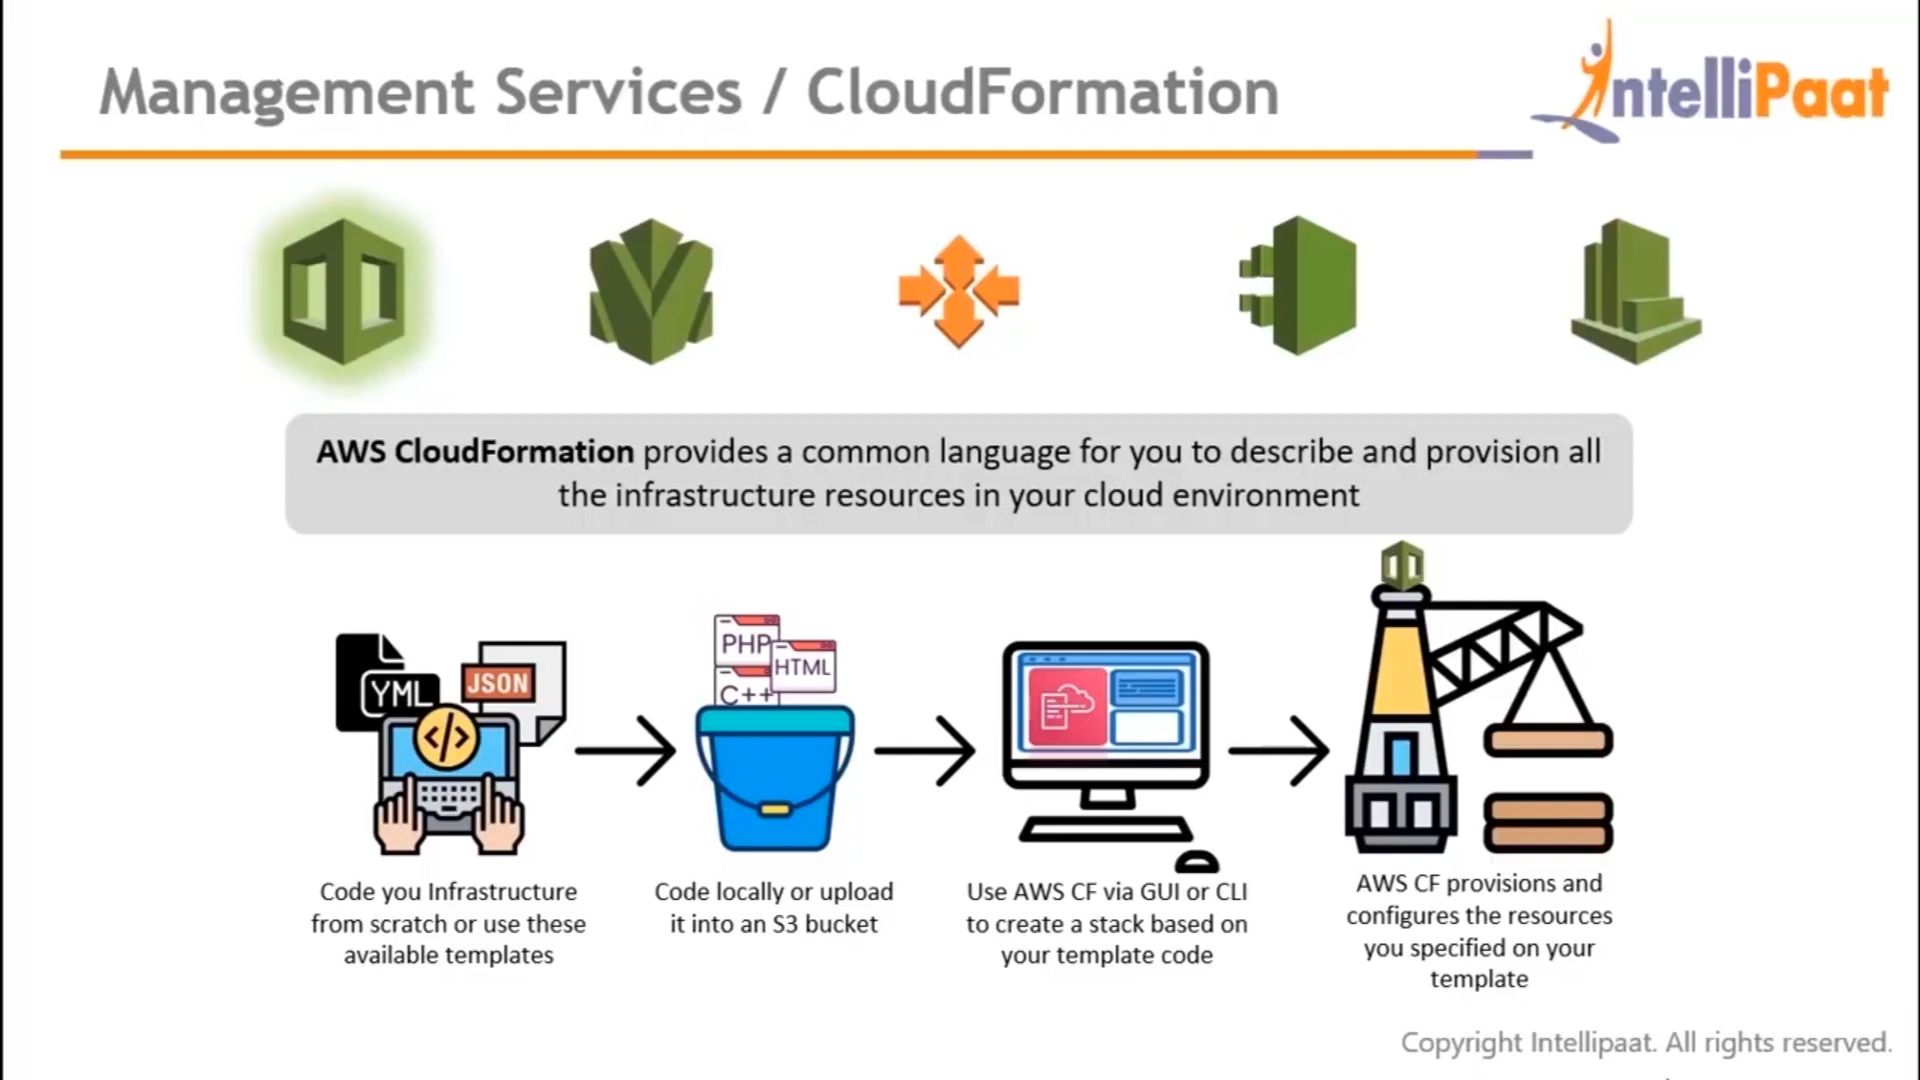 Management Services / CloudFormation
IntelliPaat
AWS CloudFormation provides a common language for you to describe and provision all
the infrastructure resources in your cloud environment
YML
JSON
</>
PHP
HTML
C++
Code you Infrastructure
from scratch or use these
available templates
Code locally or upload
it into an S3 bucket
Use AWS CF via GUI or CLI
to create a stack based on
your template code
AWS CF provisions and
configures the resources
you specified on your
template
Copyright Intellipaat. All rights reserved.